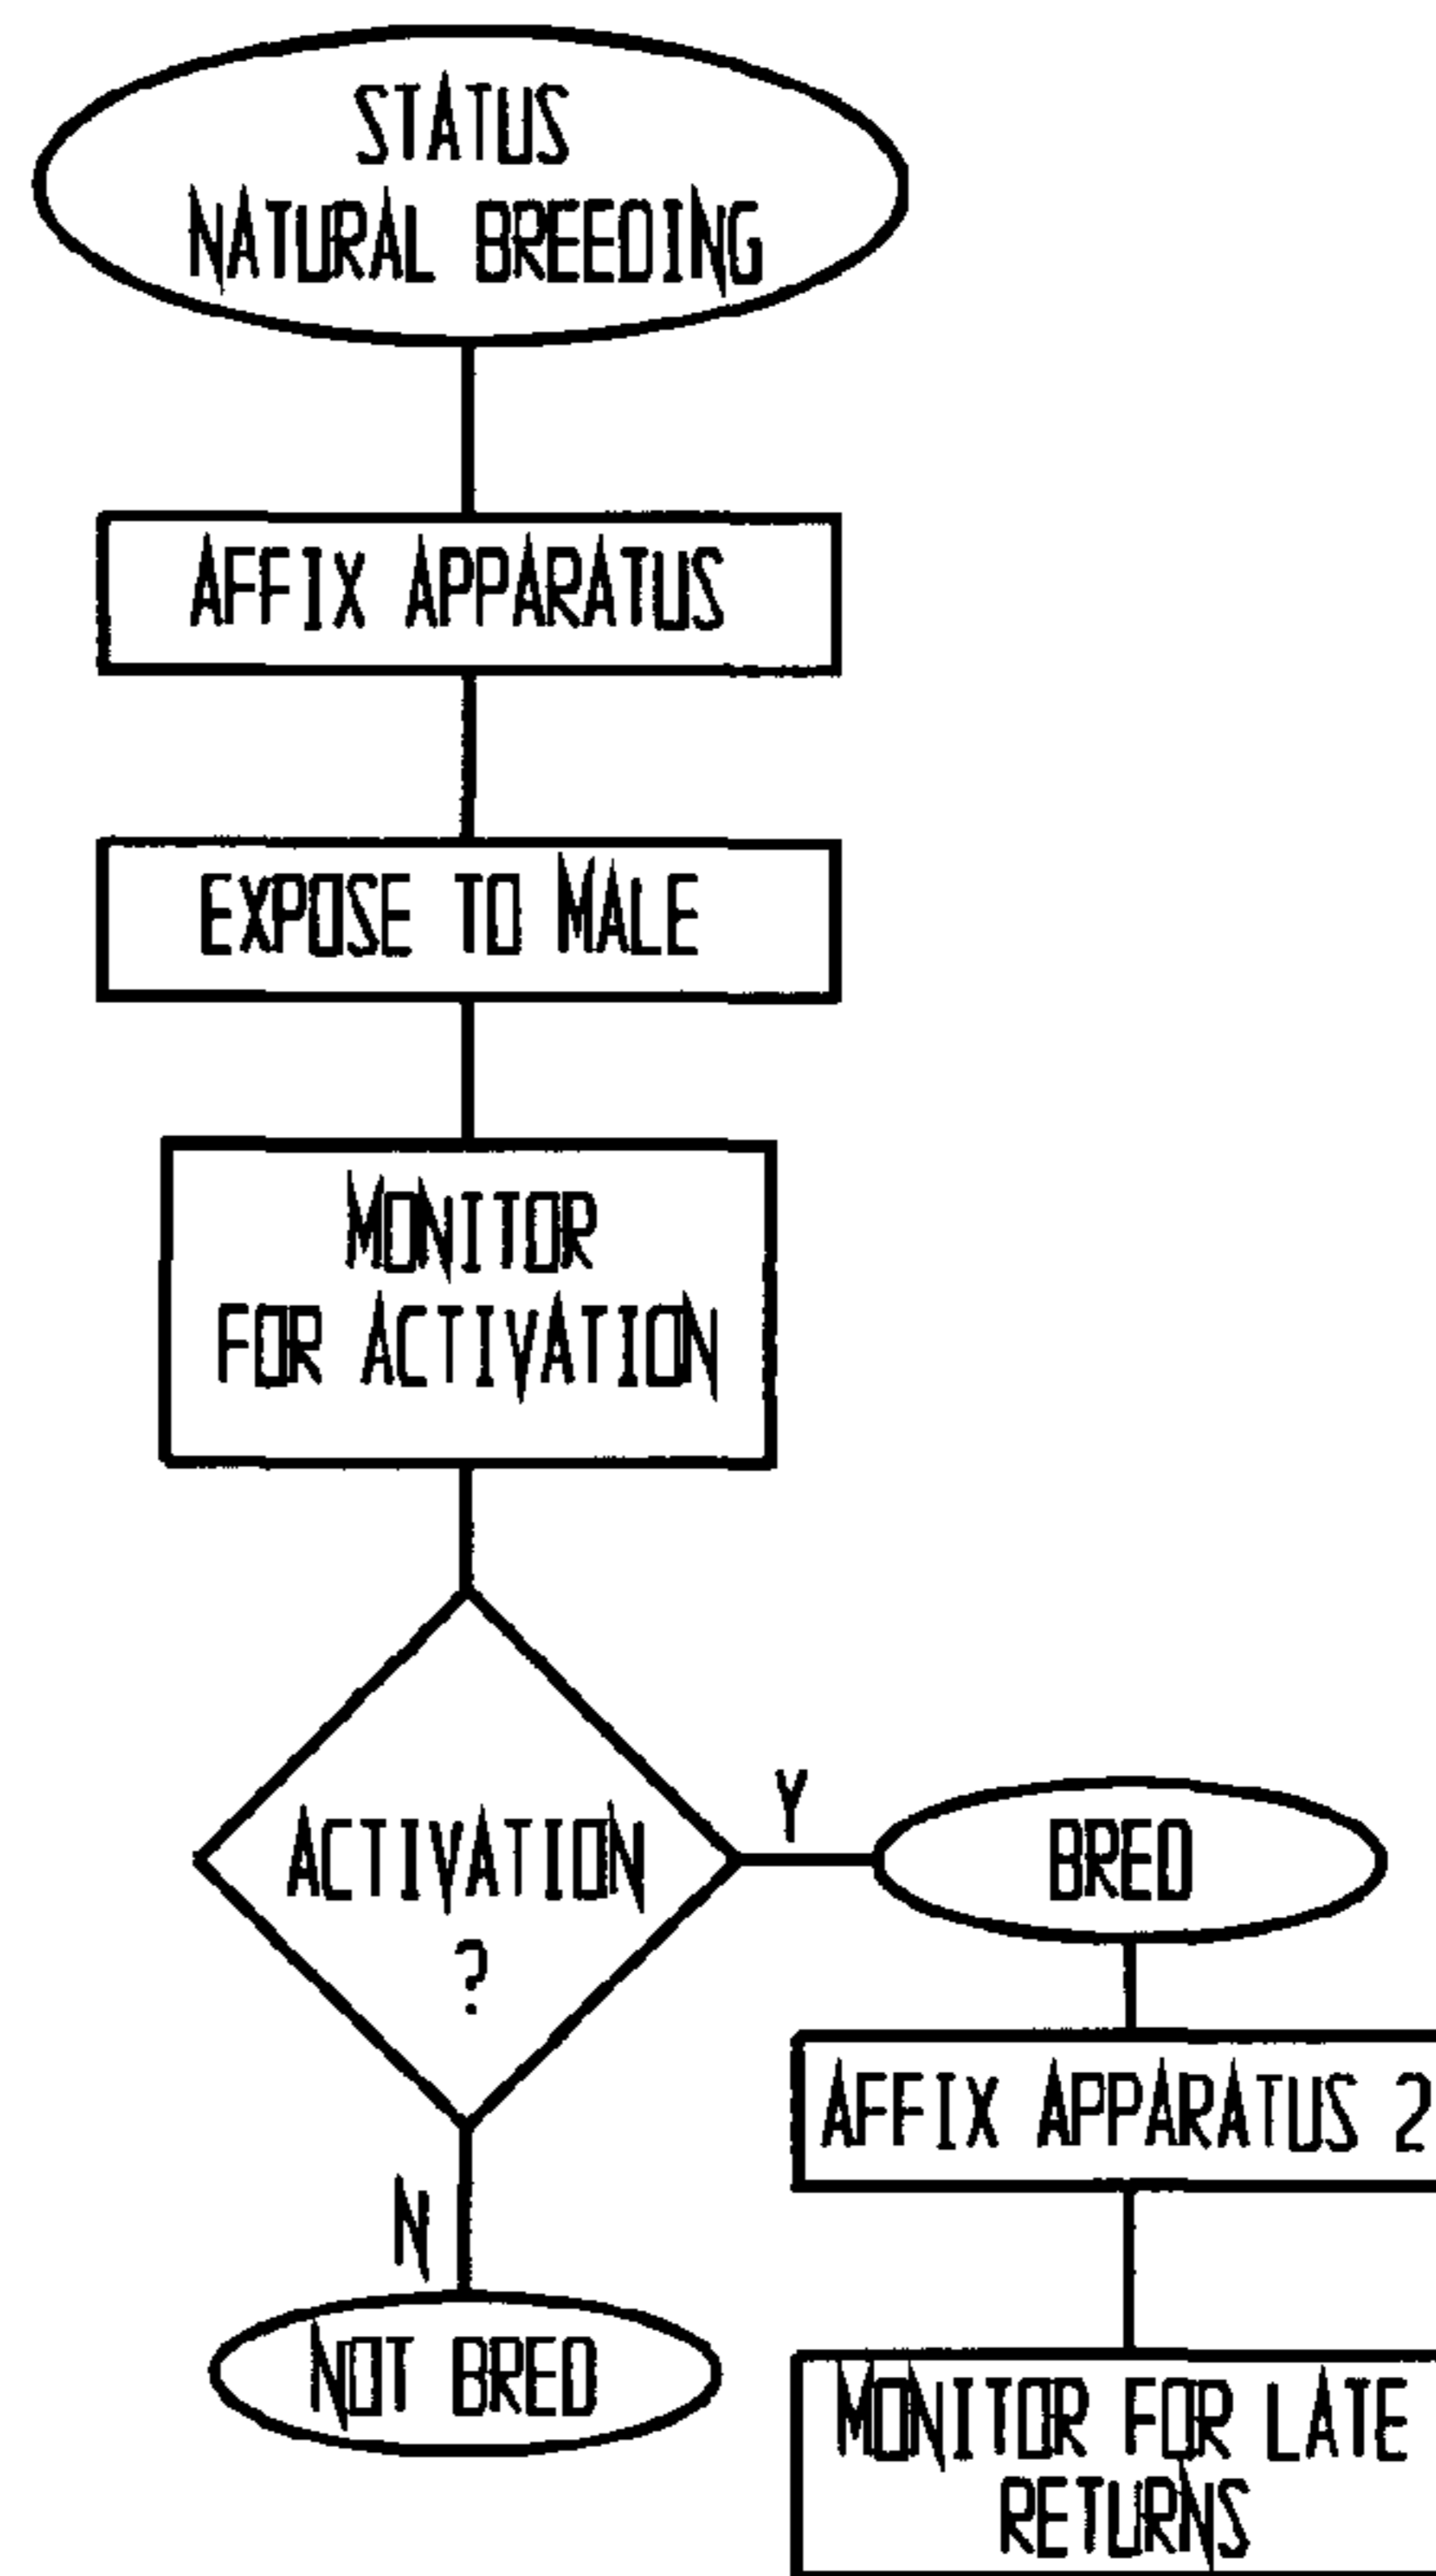 STATUS
NATURAL BREEDING
AFFIX APPARATUS
EXPOSE TO MALE
MONITOR
FOR ACTIVATION
ACTIVATION
?
Y
BRED
AFFIX APPARATUS 2
N
NOT BRED
MONITOR FOR LATE
RETURNS